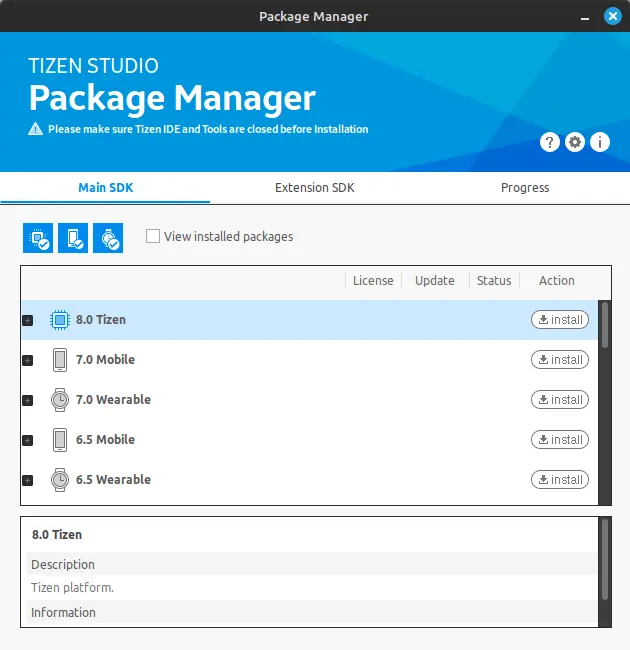 Package Manager
TIZEN STUDIO
Package Manager
Please make sure Tizen IDE and Tools are closed before Installation
Main SDK Extension SDK Progress
View installed packages
License Update Status Action
8.0 Tizen install
7.0 Mobile install
7.0 Wearable install
6.5 Mobile install
6.5 Wearable install
8.0 Tizen
Description
Tizen platform.
Information